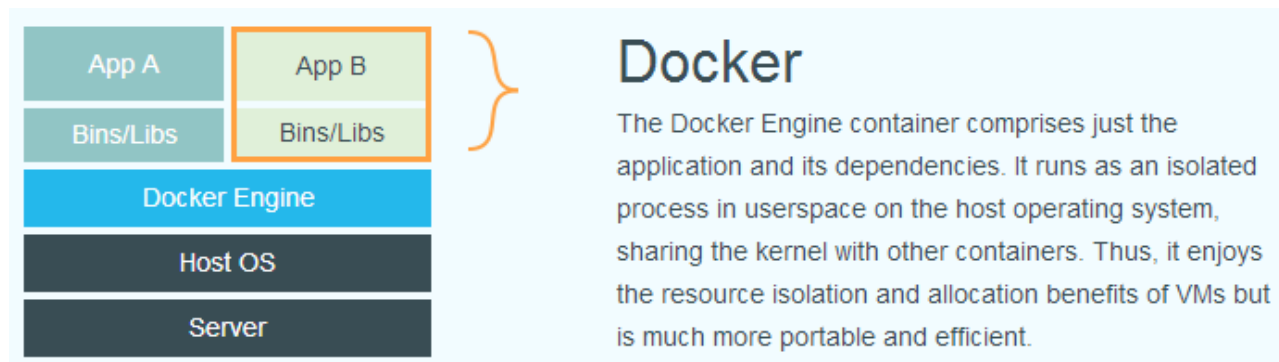 App A
App B
Bins/Libs
Bins/Libs
Docker Engine
Host OS
Server
Docker
The Docker Engine container comprises just the
application and its dependencies. It runs as an isolated
process in userspace on the host operating system,
sharing the kernel with other containers. Thus, it enjoys
the resource isolation and allocation benefits of VMs but
is much more portable and efficient.